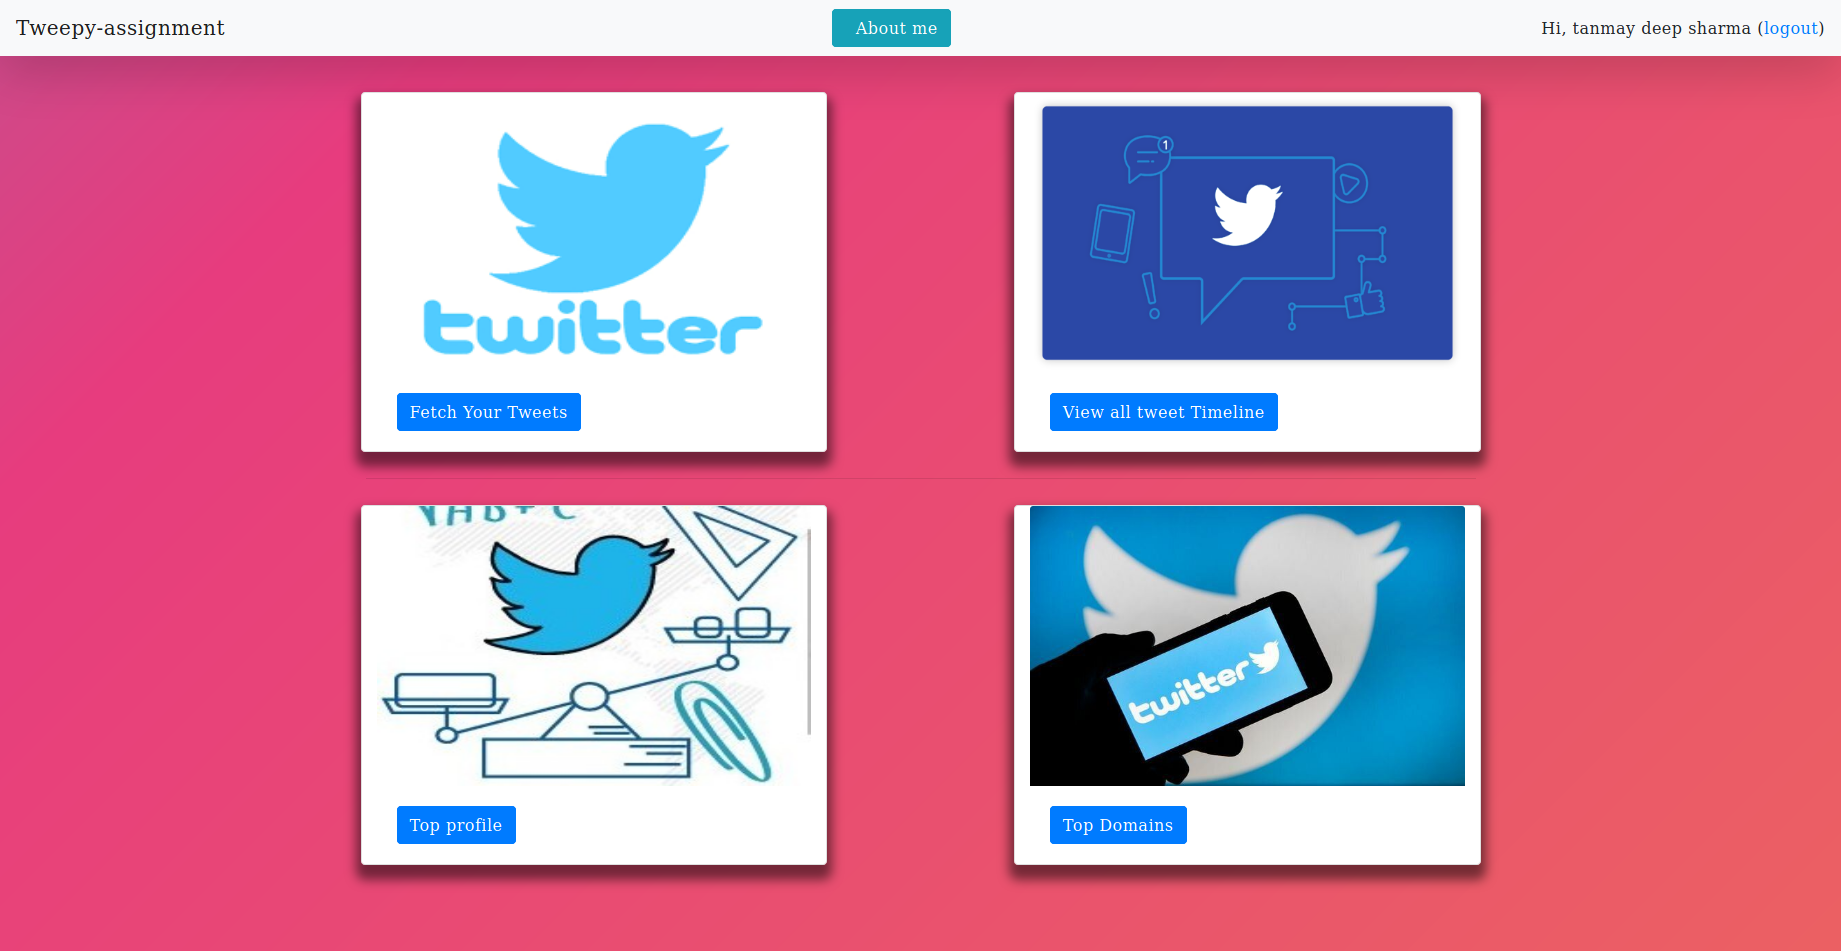 Tweepy-assignment
About me
Hi, tanmay deep sharma (logout)
twitter
1
Fetch Your Tweets
View all tweet Timeline
twitter
Top profile
Top Domains